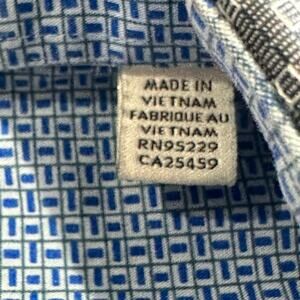 MADE IN
VIETNAM
FABRIQUE AU
VIETNAM
RN95229
CA25459